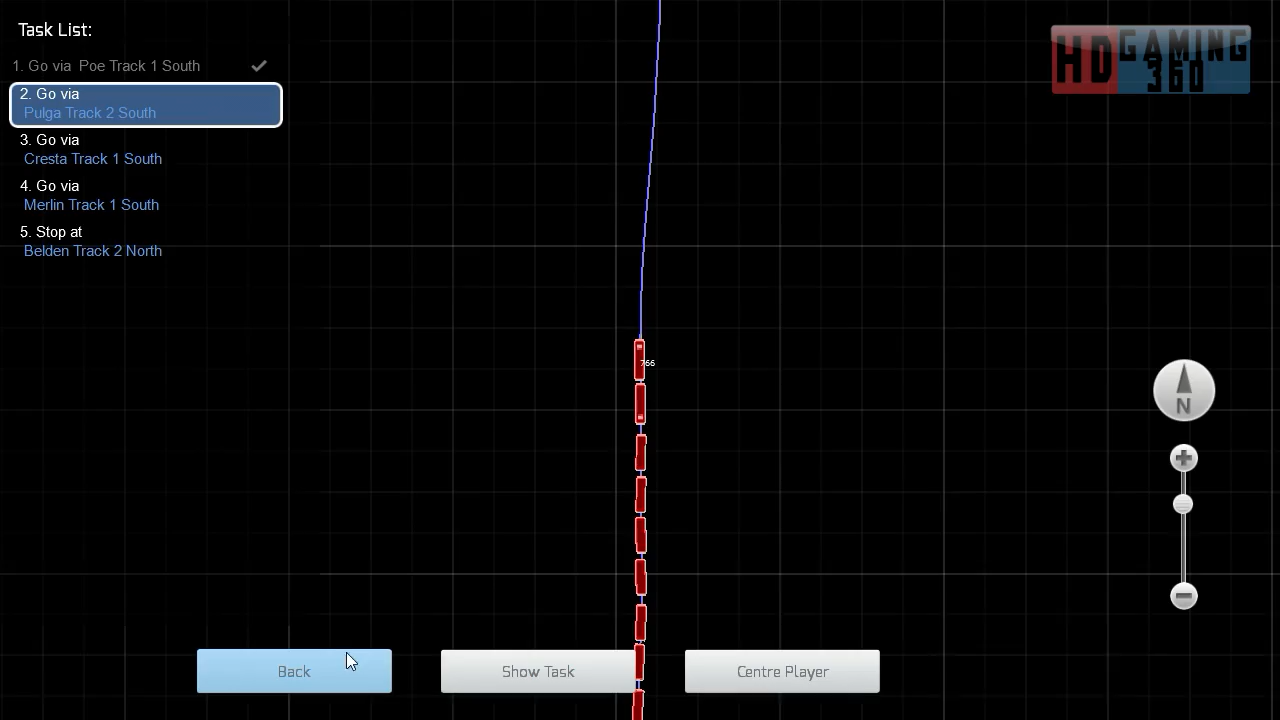 Task List:
1. Go via Poe Track 1 South
2. Go via
Pulga Track 2 South
3. Go via
Cresta Track 1 South
4. Go via
Merlin Track 1 South
5. Stop at
Belden Track 2 North
HD GAMING
360
766
N
Back
Show Task
Centre Player